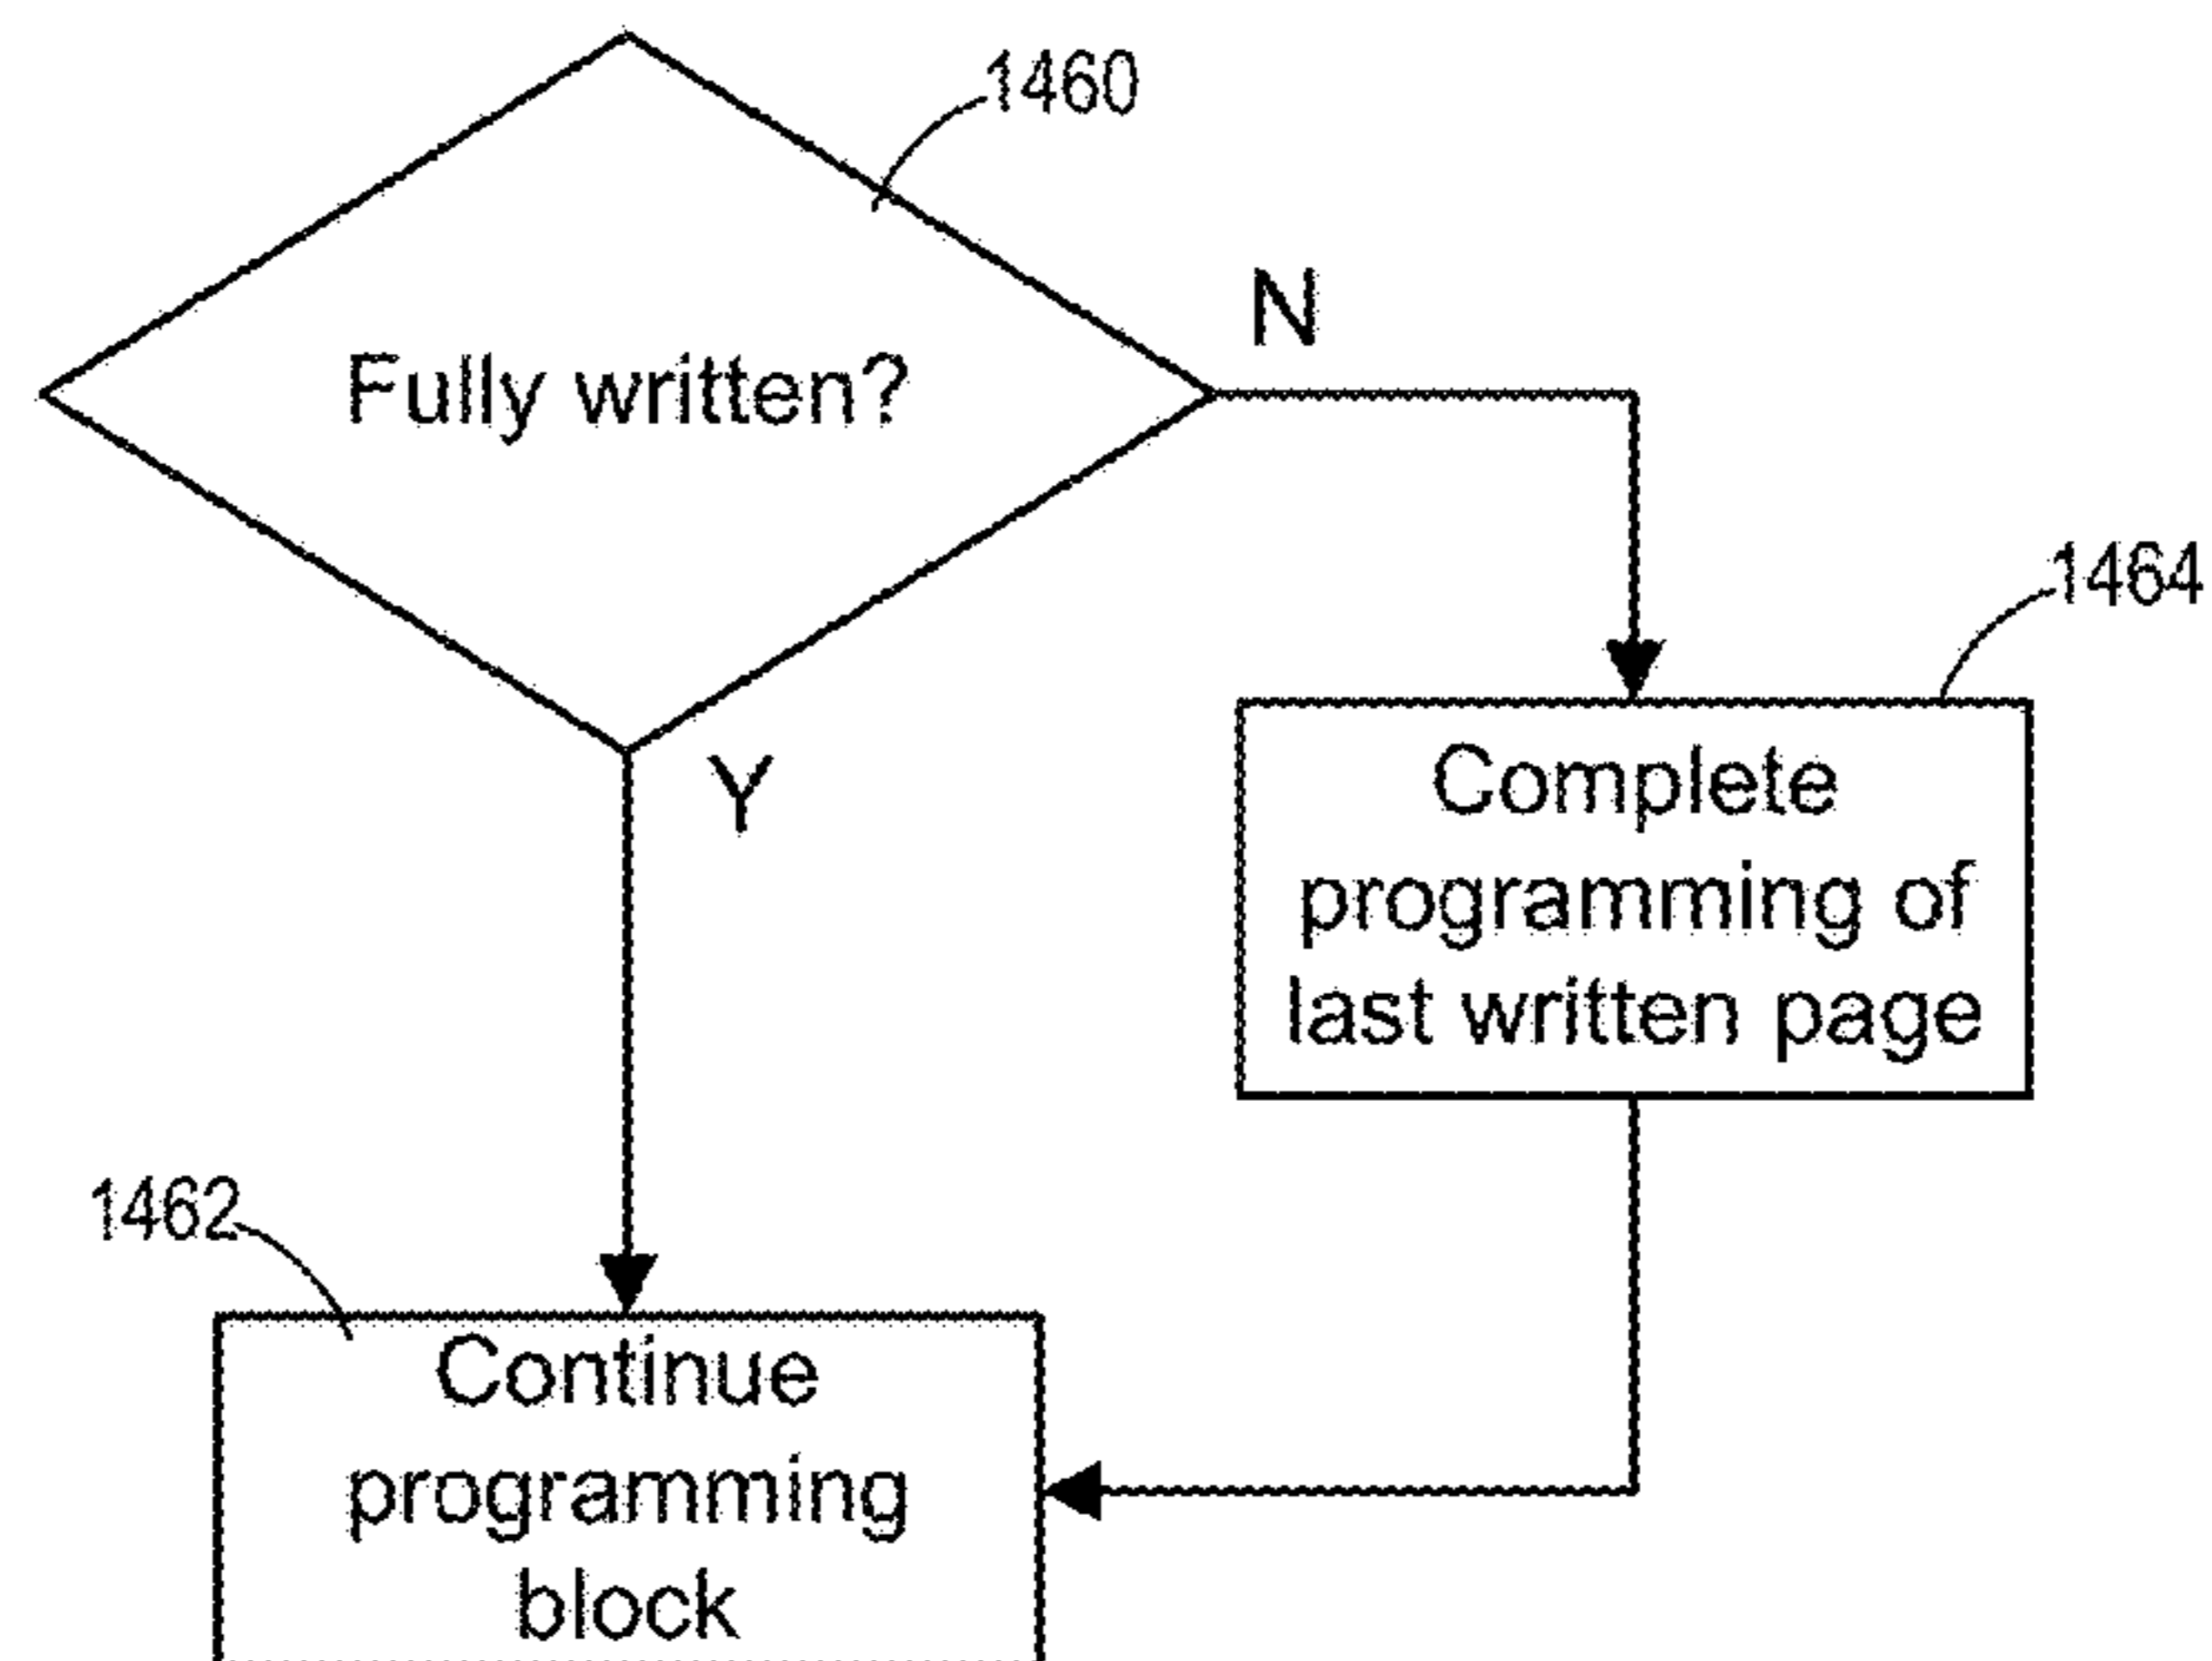 1460
N
Fully written?
1464
Y
Complete
programming of
last written page
1462
Continue
programming
block